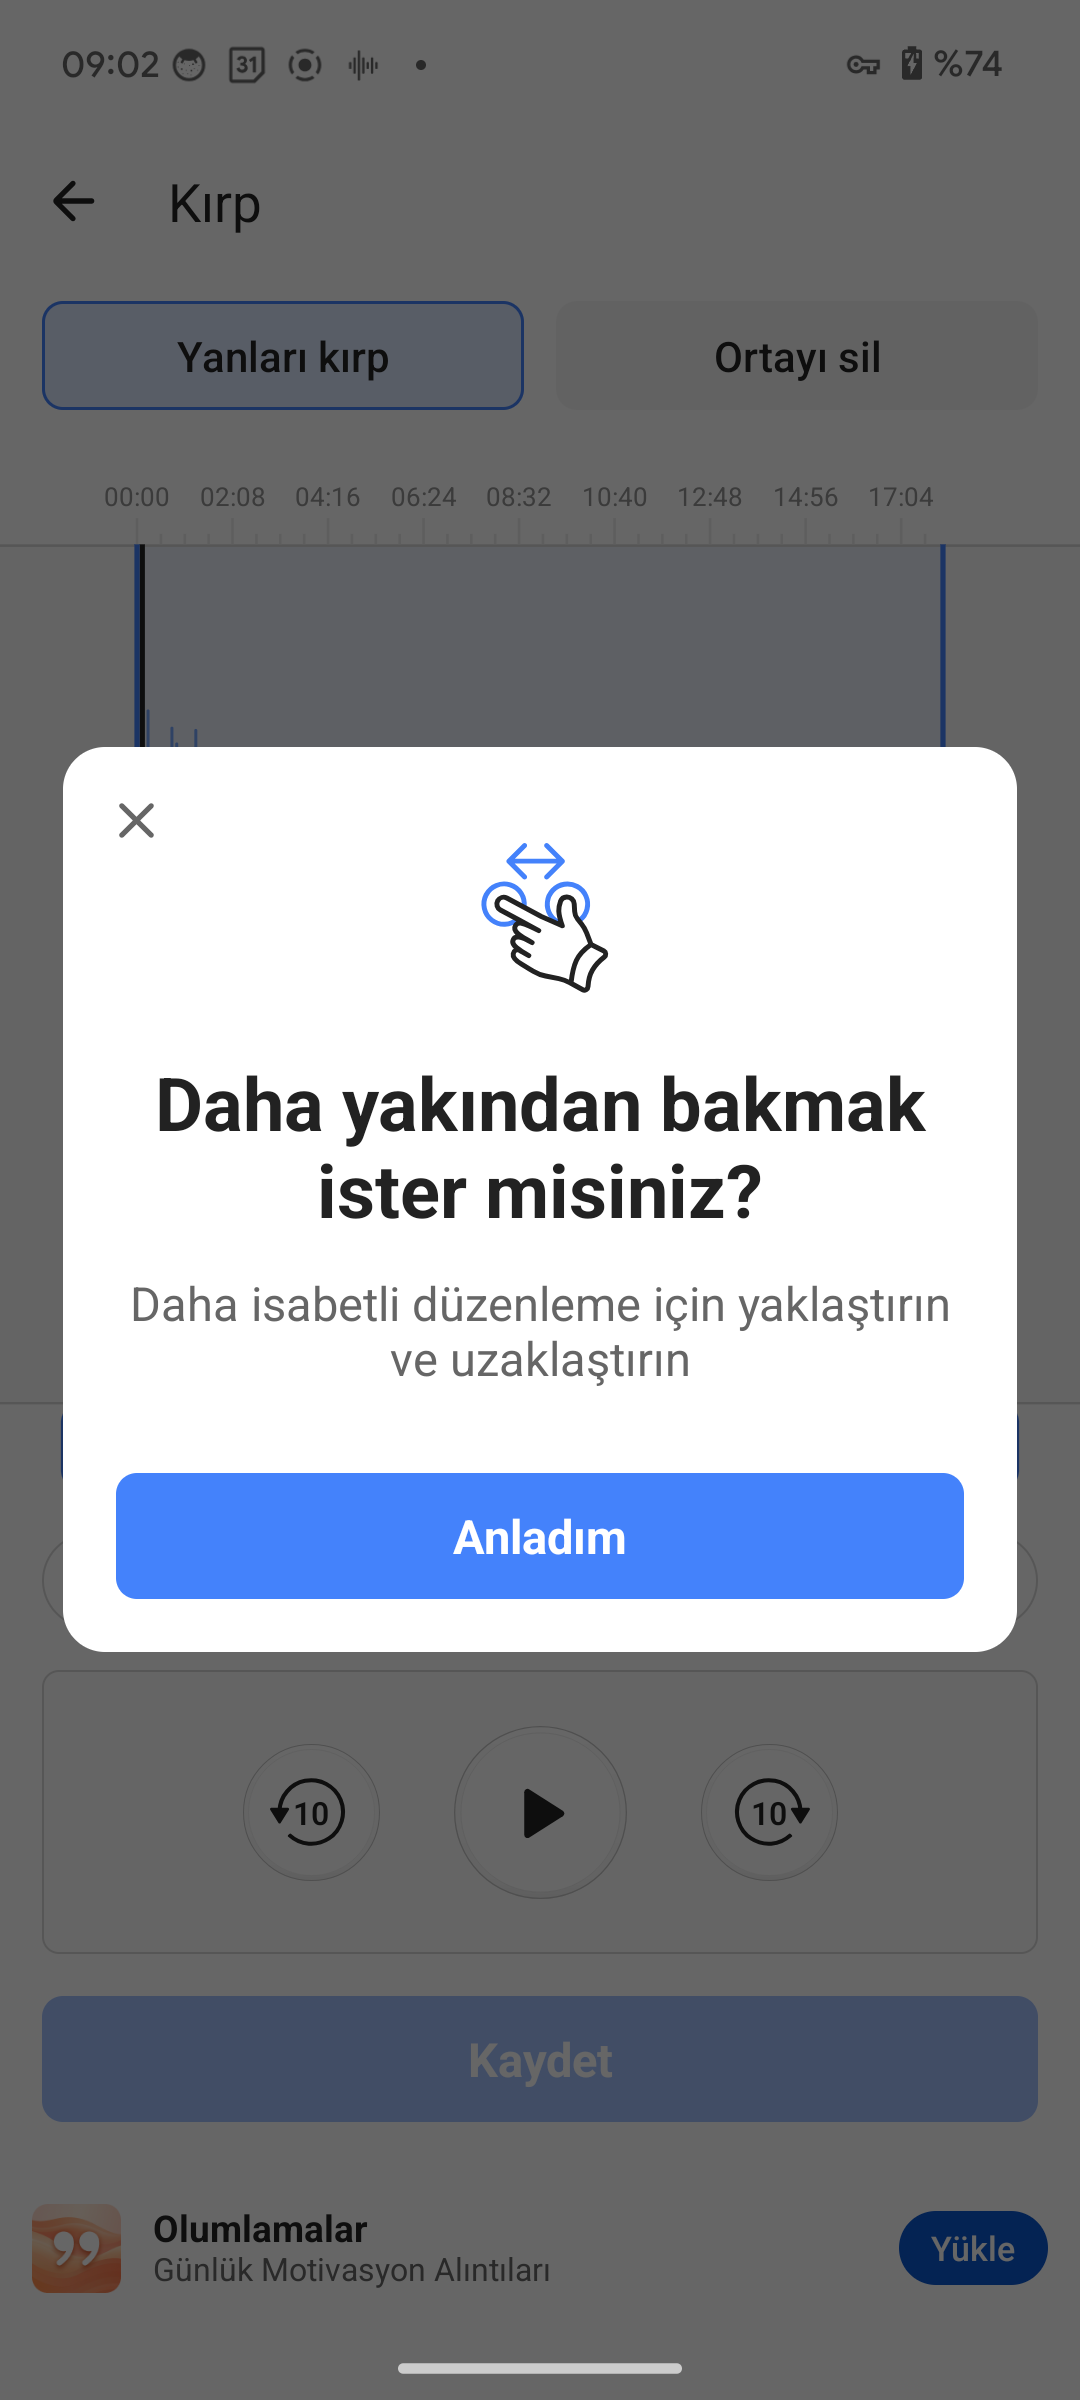 09:02
31
%74
Kırp
Yanları kırp
Ortayı sil
00:00 02:08 04:16 06:24 08:32 10:40 12:48 14:56 17:04
Daha yakından bakmak
ister misiniz?
Daha isabetli düzenleme için yaklaştırın
ve uzaklaştırın
Anladım
10
10
Kaydet
Olumlamalar
Günlük Motivasyon Alıntıları
Yükle